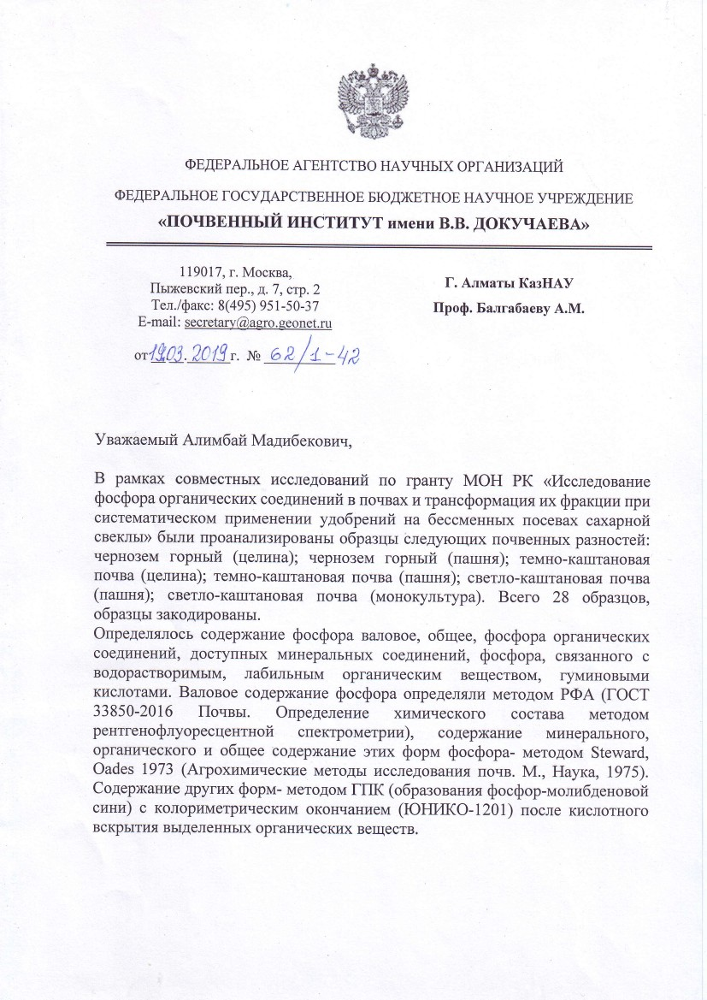 ФЕДЕРАЛЬНОЕ АГЕНТСТВО НАУЧНЫХ ОРГАНИЗАЦИЙ
ФЕДЕРАЛЬНОЕ ГОСУДАРСТВЕННОЕ БЮДЖЕТНОЕ НАУЧНОЕ УЧРЕЖДЕНИЕ
«ПОЧВЕННЫЙ ИНСТИТУТ имени В.В. ДОКУЧАЕВА»
119017, г. Москва,
Пыжевский пер., д. 7, стр. 2
Тел./факс: 8(495) 951-50-37
E-mail: secretary@agro.geonet.ru
от 19.03.2019 г. № 62/1-42
Г. Алматы КазНАУ
Проф. Балгабаеву А.М.
Уважаемый Алимбай Мадибекович,
В рамках совместных исследований по гранту МОН РК «Исследование
фосфора органических соединений в почвах и трансформация их фракции при
систематическом применении удобрений на бессменных посевах сахарной
свеклы» были проанализированы образцы следующих почвенных разностей:
чернозем горный (целина); чернозем горный (пашня); темно-каштановая
почва (целина); темно-каштановая почва (пашня); светло-каштановая почва
(пашня); светло-каштановая почва (монокультура). Всего 28 образцов,
образцы закодированы.
Определялось содержание фосфора валовое, общее, фосфора органических
соединений, доступных минеральных соединений, фосфора, связанного с
водорастворимым, лабильным органическим веществом, гуминовыми
кислотами. Валовое содержание фосфора определяли методом РФА (ГОСТ
33850-2016 Почвы. Определение химического состава методом
рентгенофлуоресцентной спектрометрии), содержание минерального,
органического и общее содержание этих форм фосфора- методом Steward,
Oades 1973 (Агрохимические методы исследования почв. М., Наука, 1975).
Содержание других форм- методом ГПК (образования фосфор-молибденовой
сини) с колориметрическим окончанием (ЮНИКО-1201) после кислотного
вскрытия выделенных органических веществ.